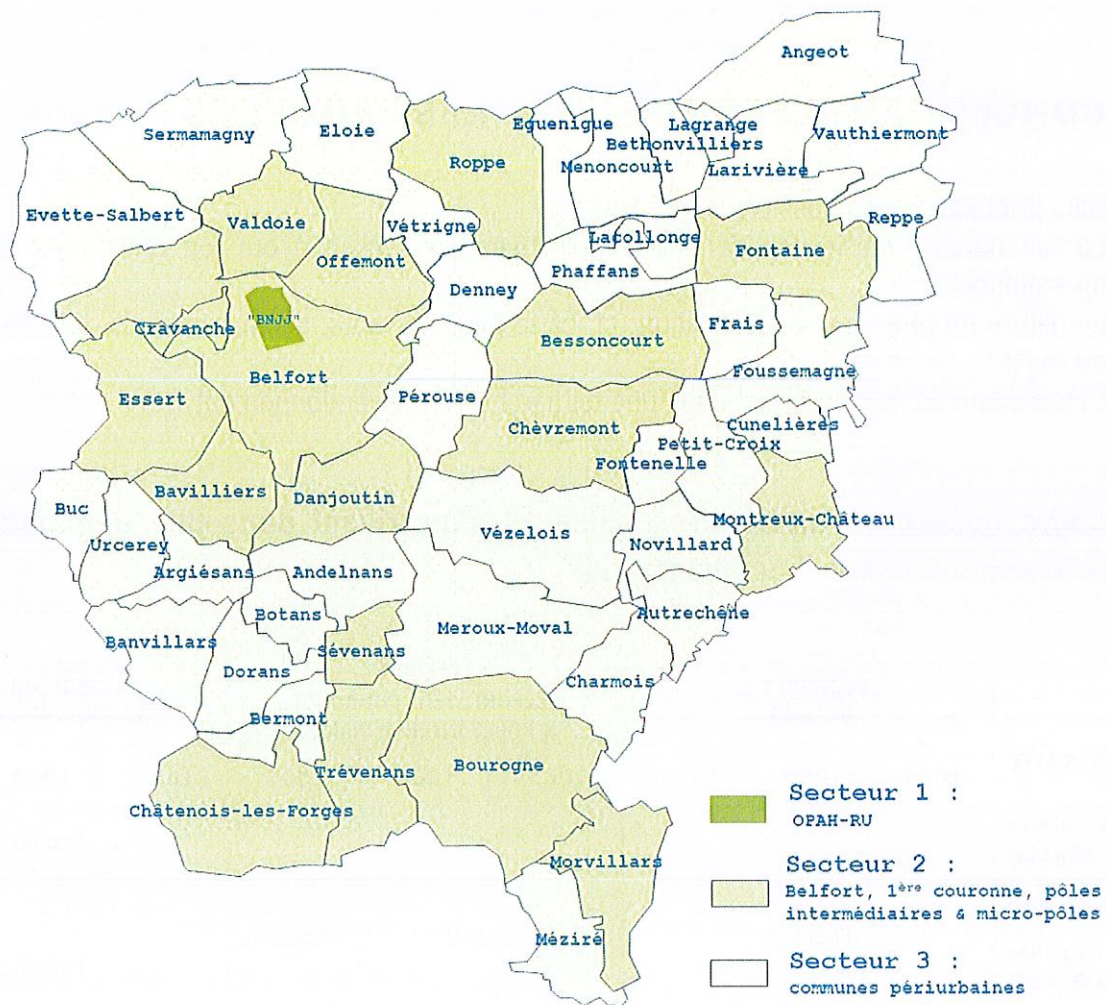 Angeot
Sermamagny
Eloie
Eguenigue
Lagrange
Vauthiermont
Roppe
Bethonvilliers
Menoncourt
Larivière
Evette-Salbert
Valdoie
Vétrigne
Reppe
Lacollonge
Offemont
Fontaine
Phaffans
Denney
"BNJJ"
Cravanche
Frais
Bessoncourt
Belfort
Foussemagne
Essert
Pérouse
Chèvremont
Cunelières
Petit-Croix
Fontenelle
Bavilliers
Danjoutin
Buc
Montreux-Château
Vézelois
Urcerey
Novillard
Argiésans
Andelnans
Autrechêne
Botans
Banvillars
Meroux-Moval
Sévenans
Dorans
Charmois
Bermont
Bourogne
Trévenans
Châtenois-les-Forges
Morvillars
Méziré
Secteur 1 :
OPAH-RU
Secteur 2 :
Belfort, 1ère couronne, pôles
intermédiaires & micro-pôles
Secteur 3 :
communes périurbaines